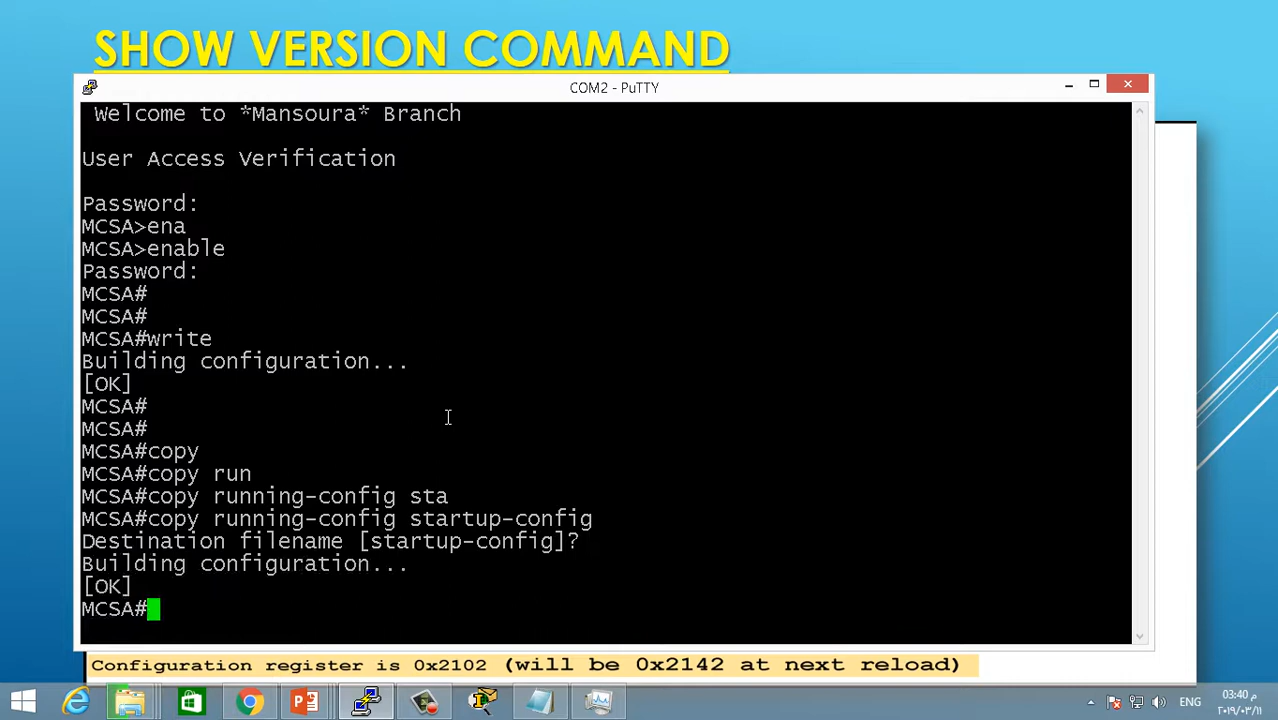 SHOW VERSION COMMAND
COM2 - PuTTY
Welcome to *Mansoura* Branch
User Access Verification
Password:
MCSA>ena
MCSA>enable
Password:
MCSA#
MCSA#
MCSA#write
Building configuration...
[OK]
MCSA#
MCSA#
MCSA#copy
MCSA#copy run
MCSA#copy running-config sta
MCSA#copy running-config startup-config
Destination filename [startup-config]?
Building configuration...
[OK]
MCSA#
Configuration register is 0x2102 (will be 0x2142 at next reload)
ENG
03:40 م
٢٠١٩/٠٣/١١